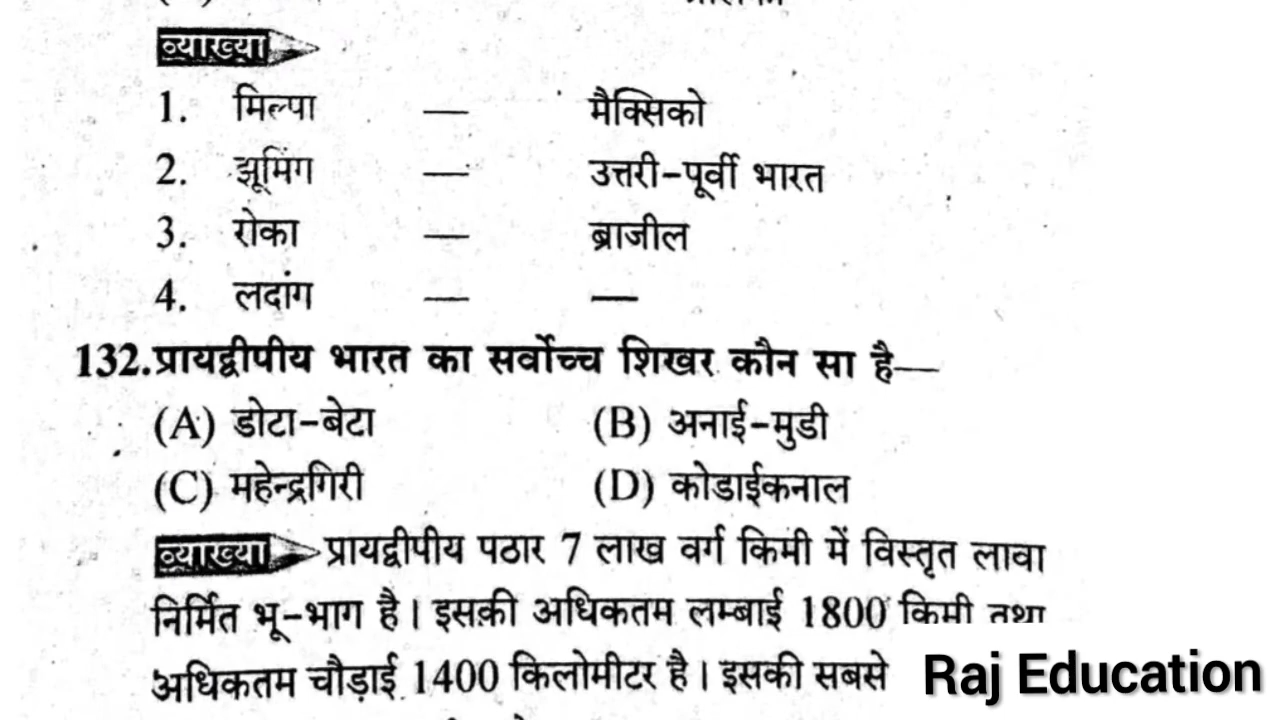 व्याख्या
1. मिल्पा — मैक्सिको
2. झूमिंग — उत्तरी-पूर्वी भारत
3. रोका — ब्राजील
4. लदांग — —
132. प्रायद्वीपीय भारत का सर्वोच्च शिखर कौन सा है—
(A) डोटा-बेटा (B) अनाई-मुडी
(C) महेन्द्रगिरी (D) कोडाईकनाल
व्याख्या प्रायद्वीपीय पठार 7 लाख वर्ग किमी में विस्तृत लावा
निर्मित भू-भाग है। इसकी अधिकतम लम्बाई 1800 किमी तथा
अधिकतम चौड़ाई 1400 किलोमीटर है। इसकी सबसे
Raj Education